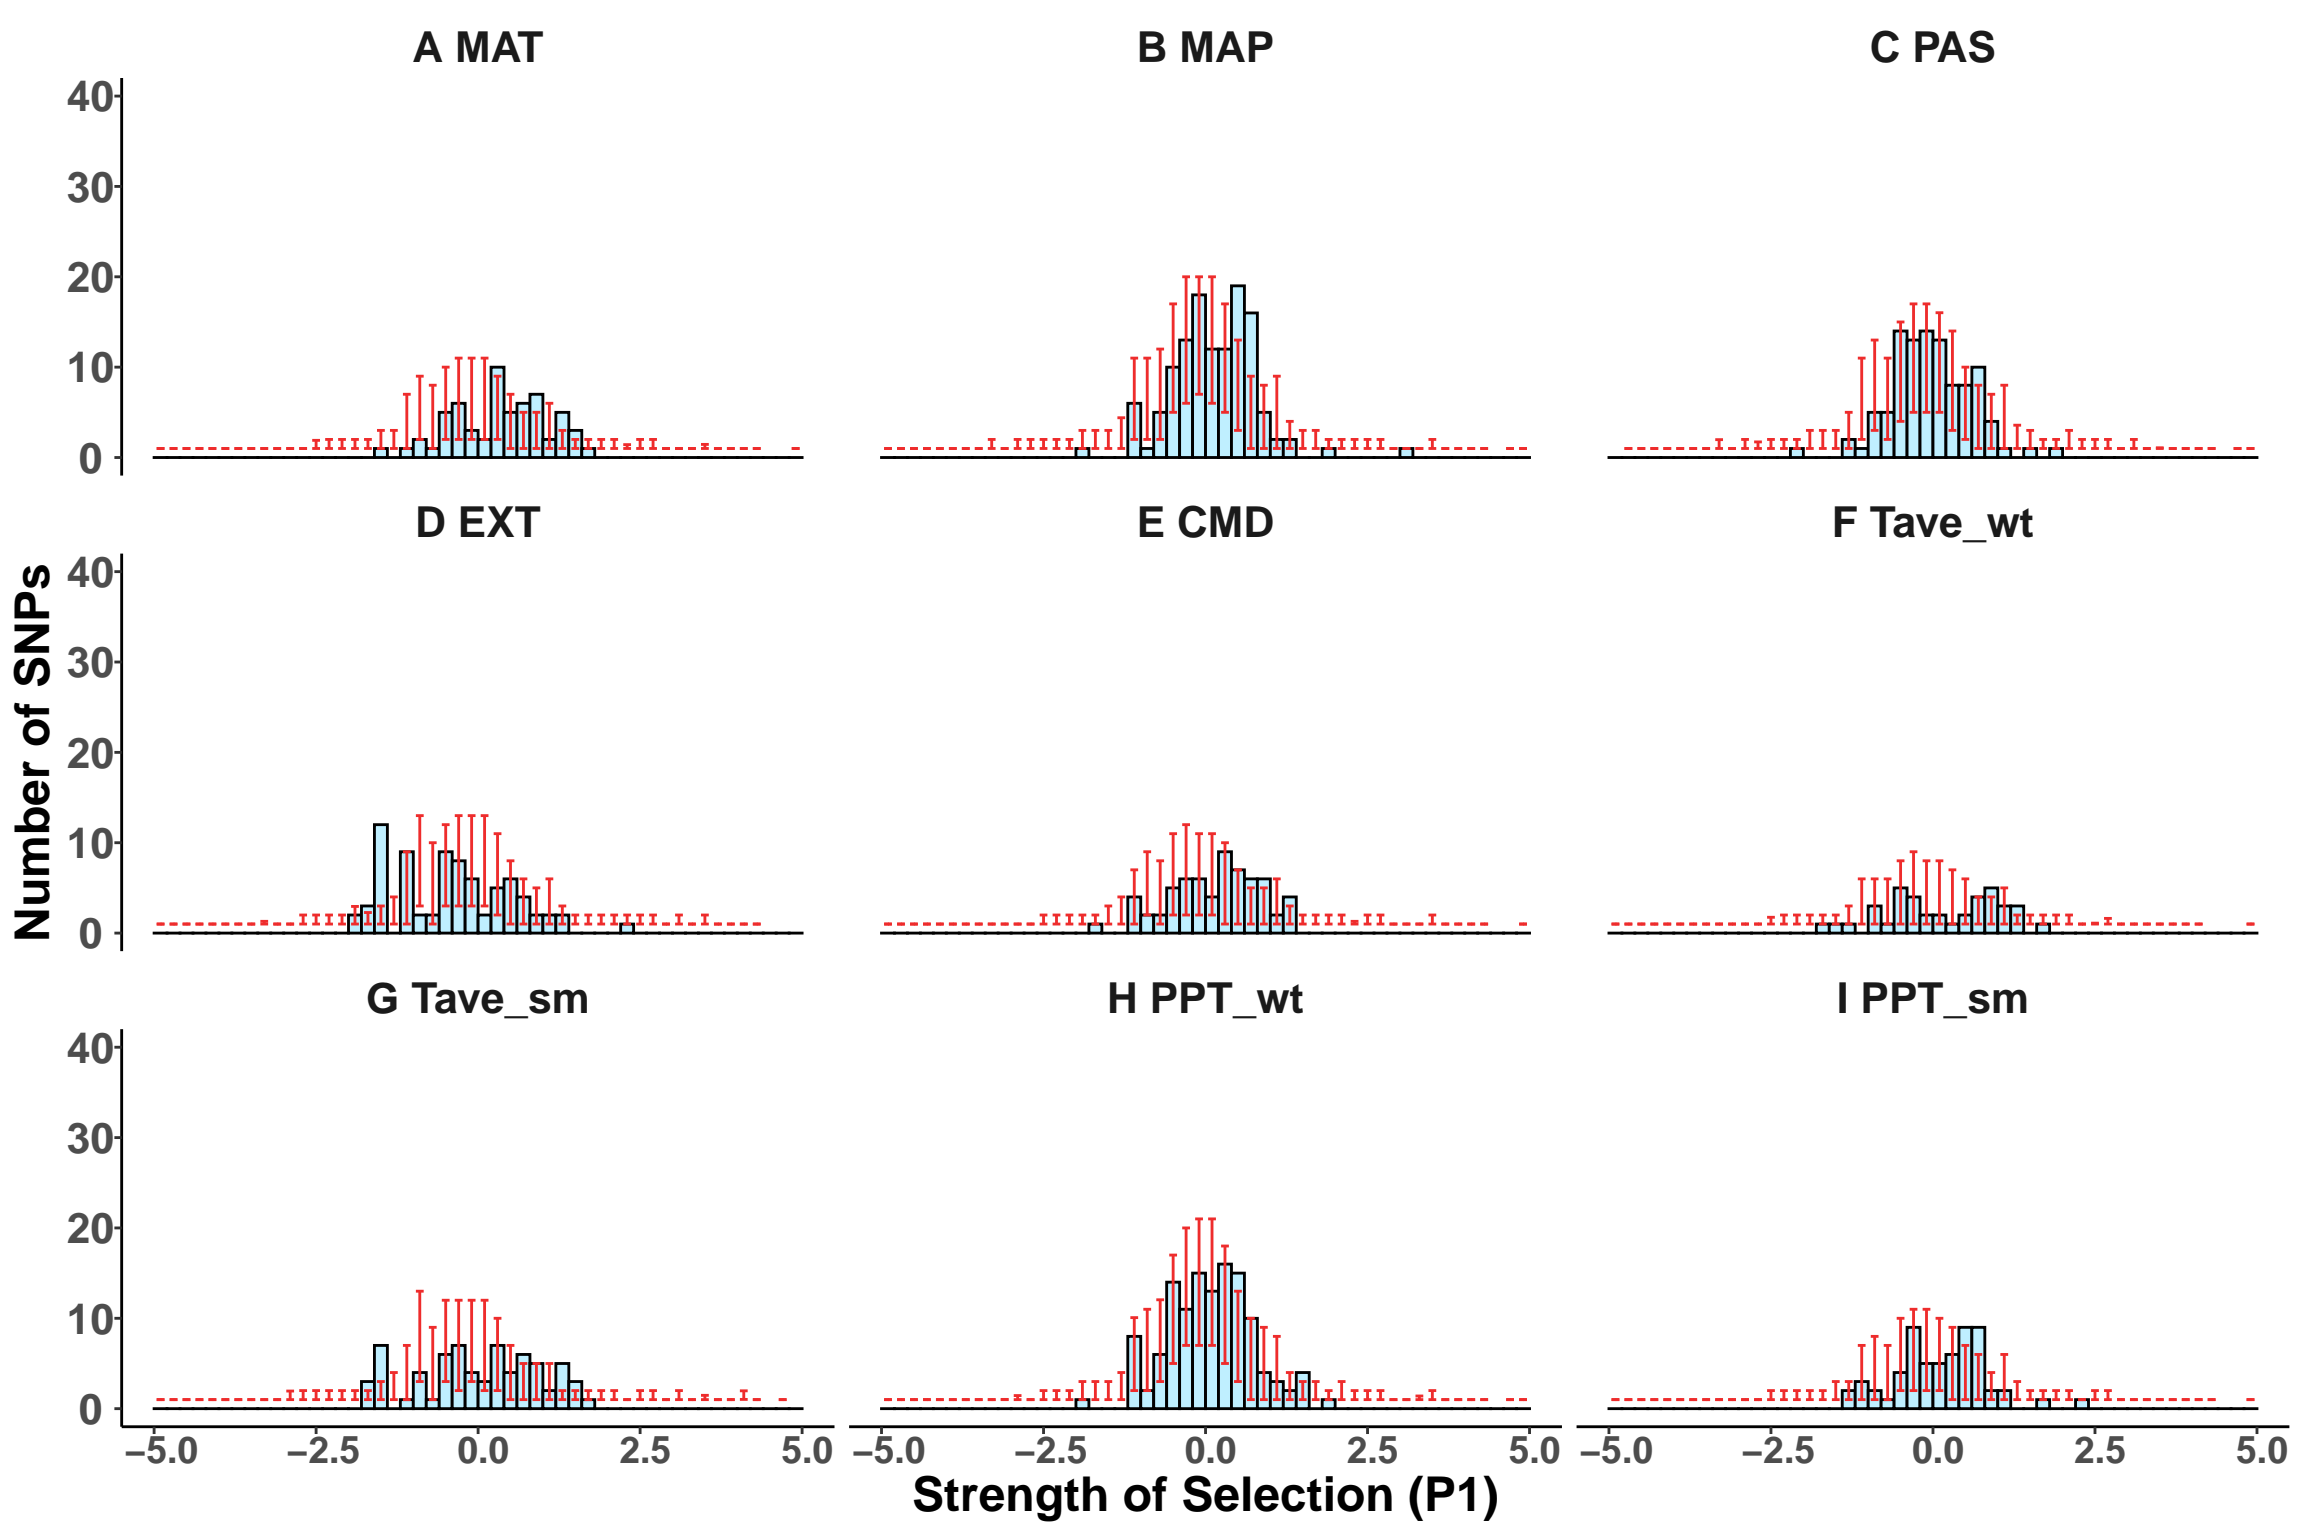 A MAT
B MAP
C PAS
40
30
20
10
0
D EXT
E CMD
F Tave_wt
Number of SNPs
40
30
20
10
0
G Tave_sm
H PPT_wt
I PPT_sm
40
30
20
10
0
−5.0 −2.5 0.0 2.5 5.0 −5.0 −2.5 0.0 2.5 5.0 −5.0 −2.5 0.0 2.5 5.0
Strength of Selection (P1)